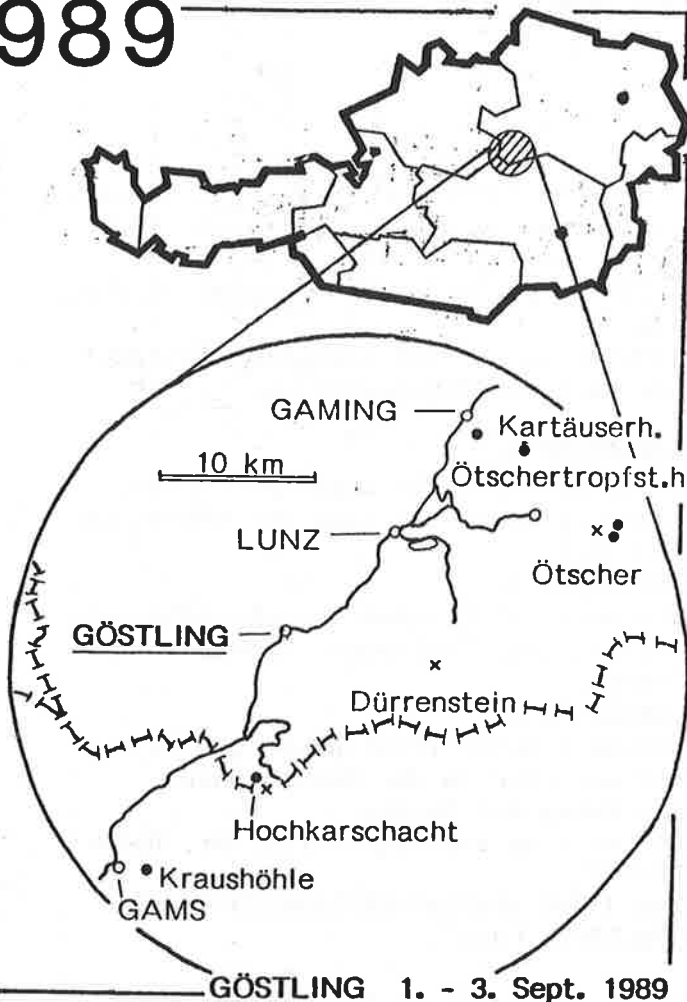 989
GAMING
Kartäuserh.
10 km
Ötschertropfst.h
LUNZ
Ötscher
GÖSTLING
Dürrenstein
Hochkarschacht
Kraushöhle
GAMS
GÖSTLING 1. - 3. Sept. 1989